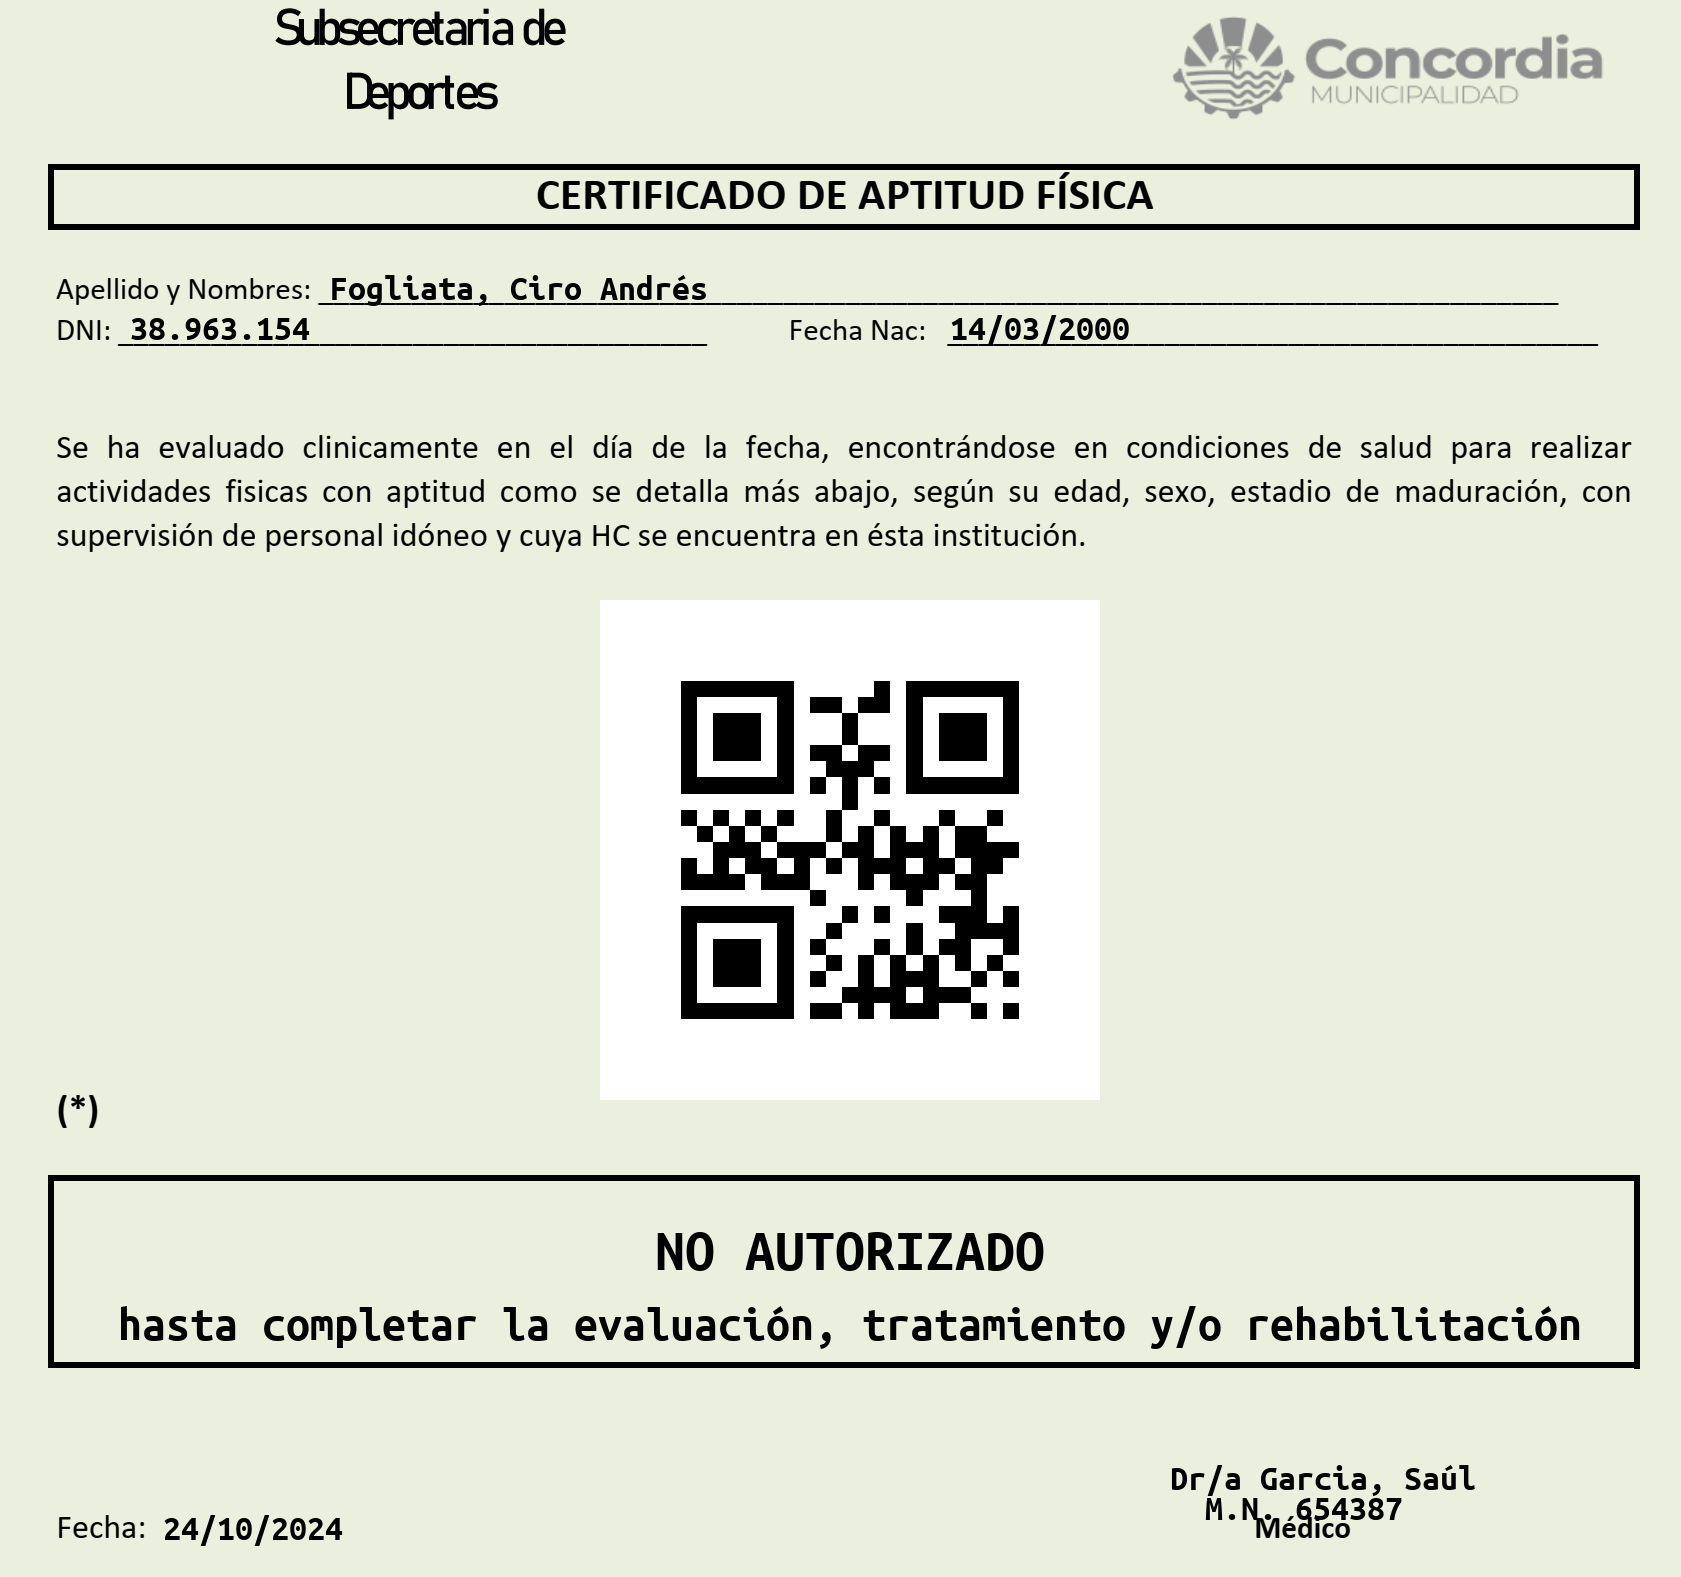 Subsecretaria de
Deportes
Concordia
MUNICIPALIDAD
CERTIFICADO DE APTITUD FÍSICA
Apellido y Nombres: Fogliata, Ciro Andrés
DNI: 38.963.154 Fecha Nac: 14/03/2000
Se ha evaluado clinicamente en el día de la fecha, encontrándose en condiciones de salud para realizar
actividades fisicas con aptitud como se detalla más abajo, según su edad, sexo, estadio de maduración, con
supervisión de personal idóneo y cuya HC se encuentra en ésta institución.
(*)
NO AUTORIZADO
hasta completar la evaluación, tratamiento y/o rehabilitación
Dr/a Garcia, Saúl
M.N. 654387
Médico
Fecha: 24/10/2024